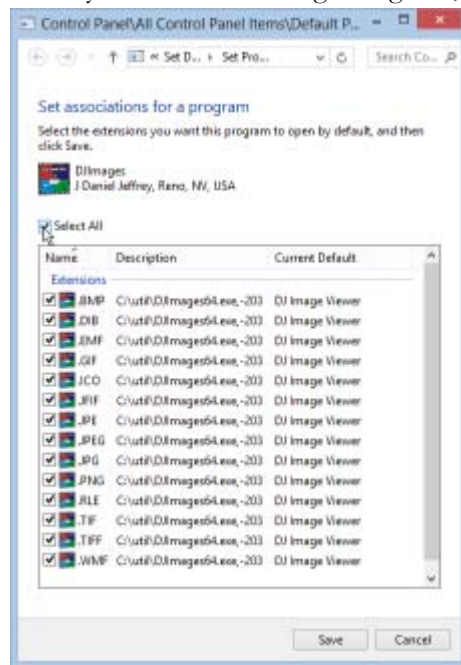 Control Panel\All Control Panel Items\Default P...
« Set D... ▸ Set Pro...
Search Co...
Set associations for a program
Select the extensions you want this program to open by default, and then
click Save.
DJImages
J Daniel Jeffrey, Reno, NV, USA
Select All
Name Description Current Default
Extensions
.BMP C:\util\DJImages64.exe,-203 DJ Image Viewer
.DIB C:\util\DJImages64.exe,-203 DJ Image Viewer
.EMF C:\util\DJImages64.exe,-203 DJ Image Viewer
.GIF C:\util\DJImages64.exe,-203 DJ Image Viewer
.ICO C:\util\DJImages64.exe,-203 DJ Image Viewer
.JFIF C:\util\DJImages64.exe,-203 DJ Image Viewer
.JPE C:\util\DJImages64.exe,-203 DJ Image Viewer
.JPEG C:\util\DJImages64.exe,-203 DJ Image Viewer
.JPG C:\util\DJImages64.exe,-203 DJ Image Viewer
.PNG C:\util\DJImages64.exe,-203 DJ Image Viewer
.RLE C:\util\DJImages64.exe,-203 DJ Image Viewer
.TIF C:\util\DJImages64.exe,-203 DJ Image Viewer
.TIFF C:\util\DJImages64.exe,-203 DJ Image Viewer
.WMF C:\util\DJImages64.exe,-203 DJ Image Viewer
Save Cancel